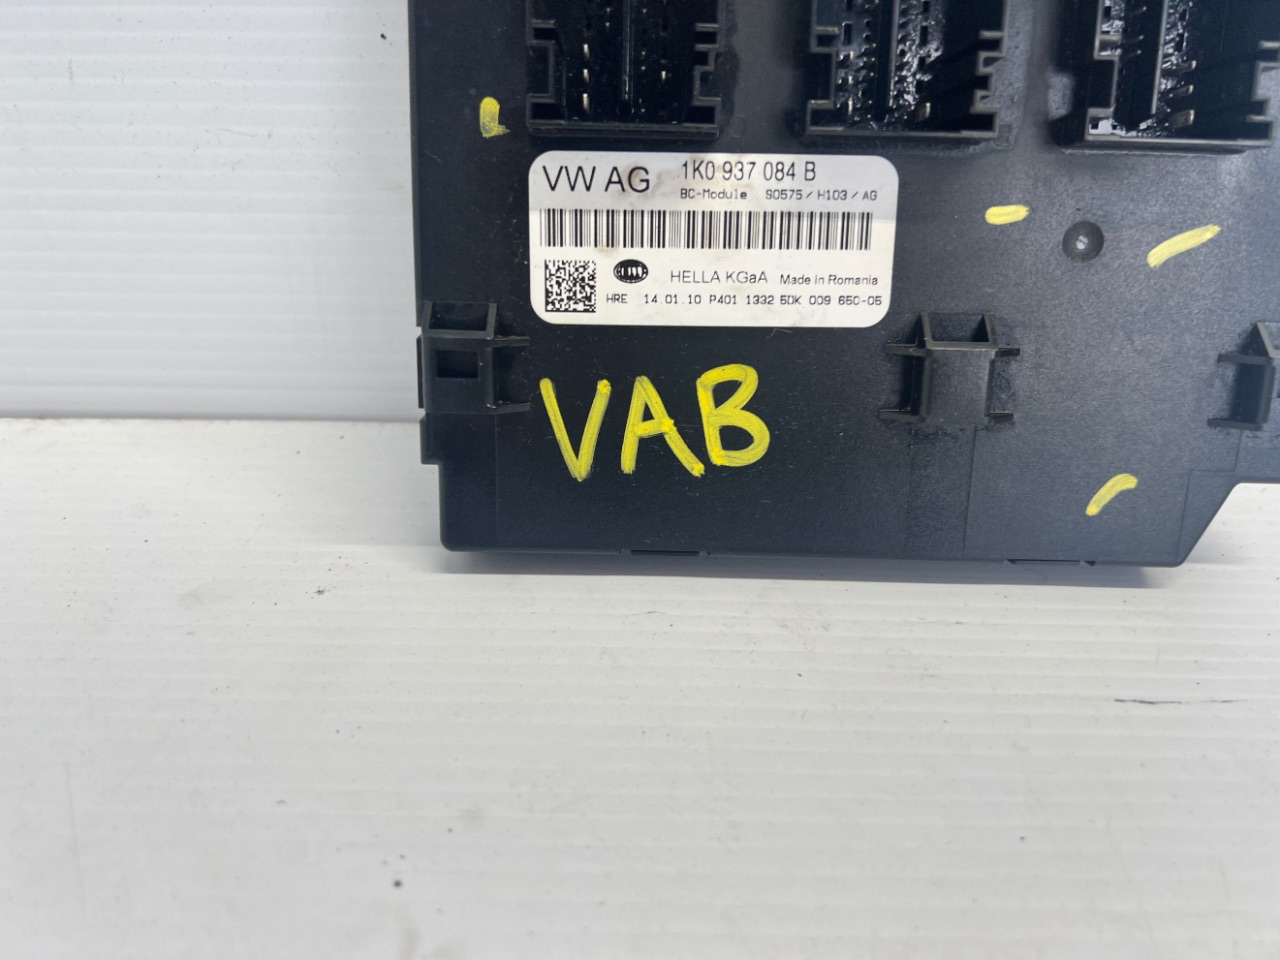 VW AG 1K0 937 084 B
BC-Module S0575 / H103 / AG
HELLA KGaA Made in Romania
HRE 14.01.10 P401 1332 5DK 009 650-05
VAB